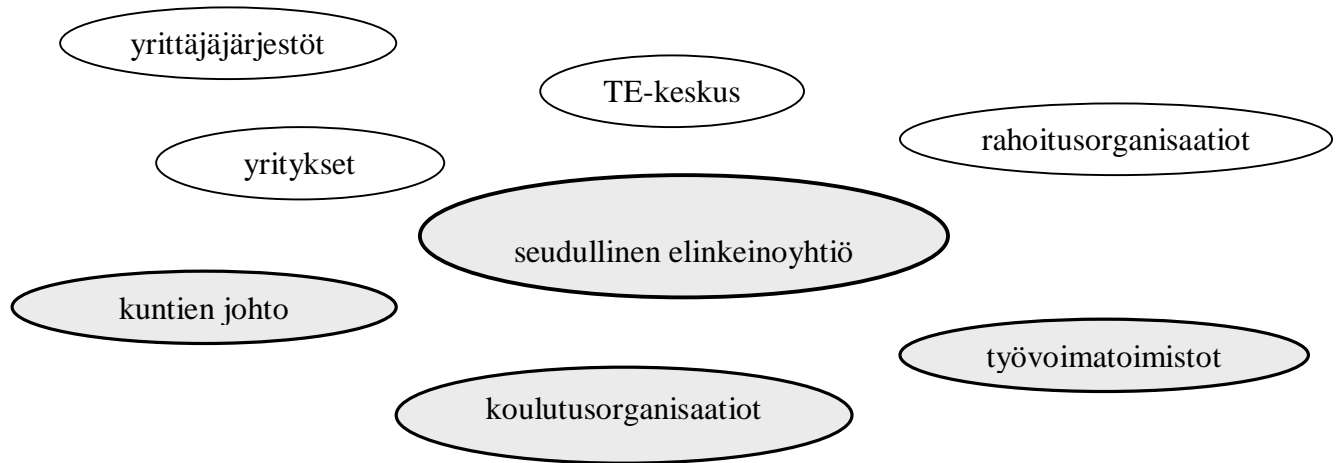 yrittäjäjärjestöt
TE-keskus
rahoitusorganisaatiot
yritykset
seudullinen elinkeinoyhtiö
kuntien johto
työvoimatoimistot
koulutusorganisaatiot